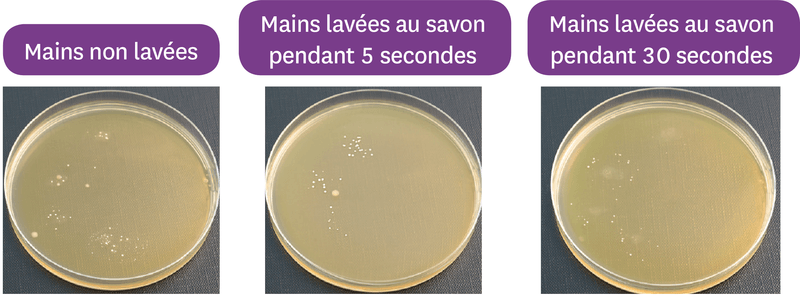 Mains non lavées
Mains lavées au savon
pendant 5 secondes
Mains lavées au savon
pendant 30 secondes